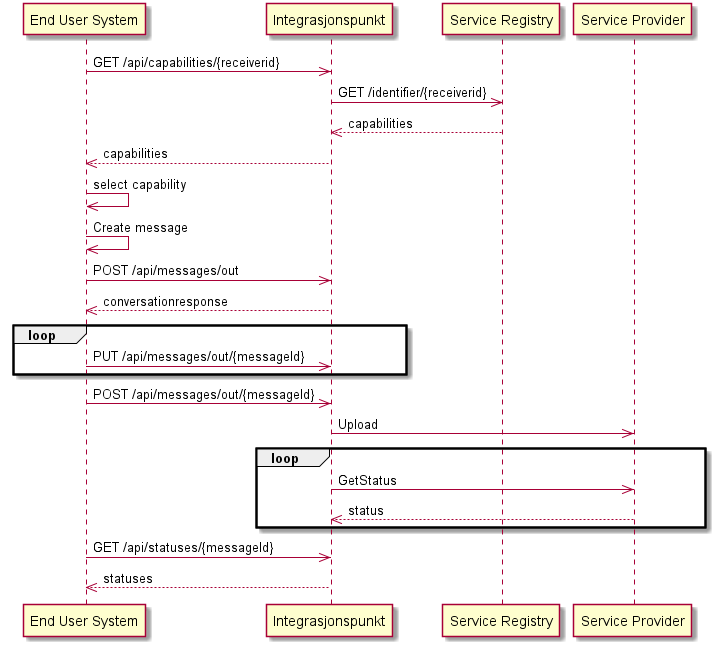 End User System
Integrasjonspunkt
Service Registry
Service Provider
GET /api/capabilities/{receiverid}
GET /identifier/{receiverid}
capabilities
capabilities
select capability
Create message
POST /api/messages/out
conversationresponse
loop
PUT /api/messages/out/{messageId}
POST /api/messages/out/{messageId}
Upload
loop
GetStatus
status
GET /api/statuses/{messageId}
statuses
End User System
Integrasjonspunkt
Service Registry
Service Provider